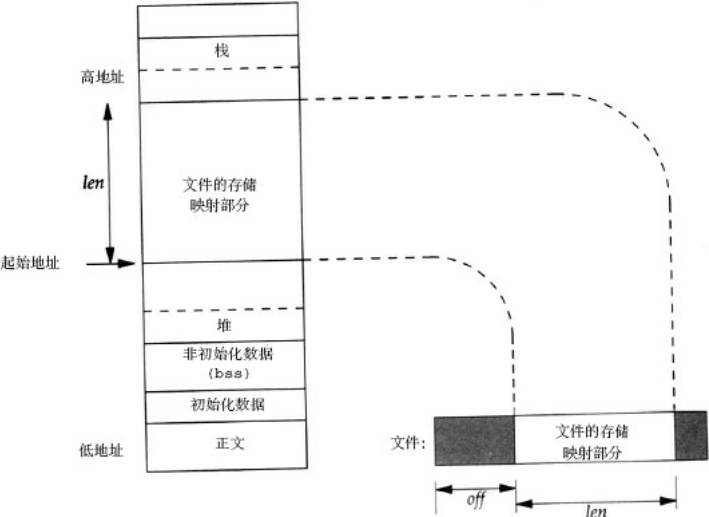 栈
高地址
len
文件的存储
映射部分
起始地址
堆
非初始化数据
(bss)
初始化数据
低地址
正文
文件:
文件的存储
映射部分
off
len